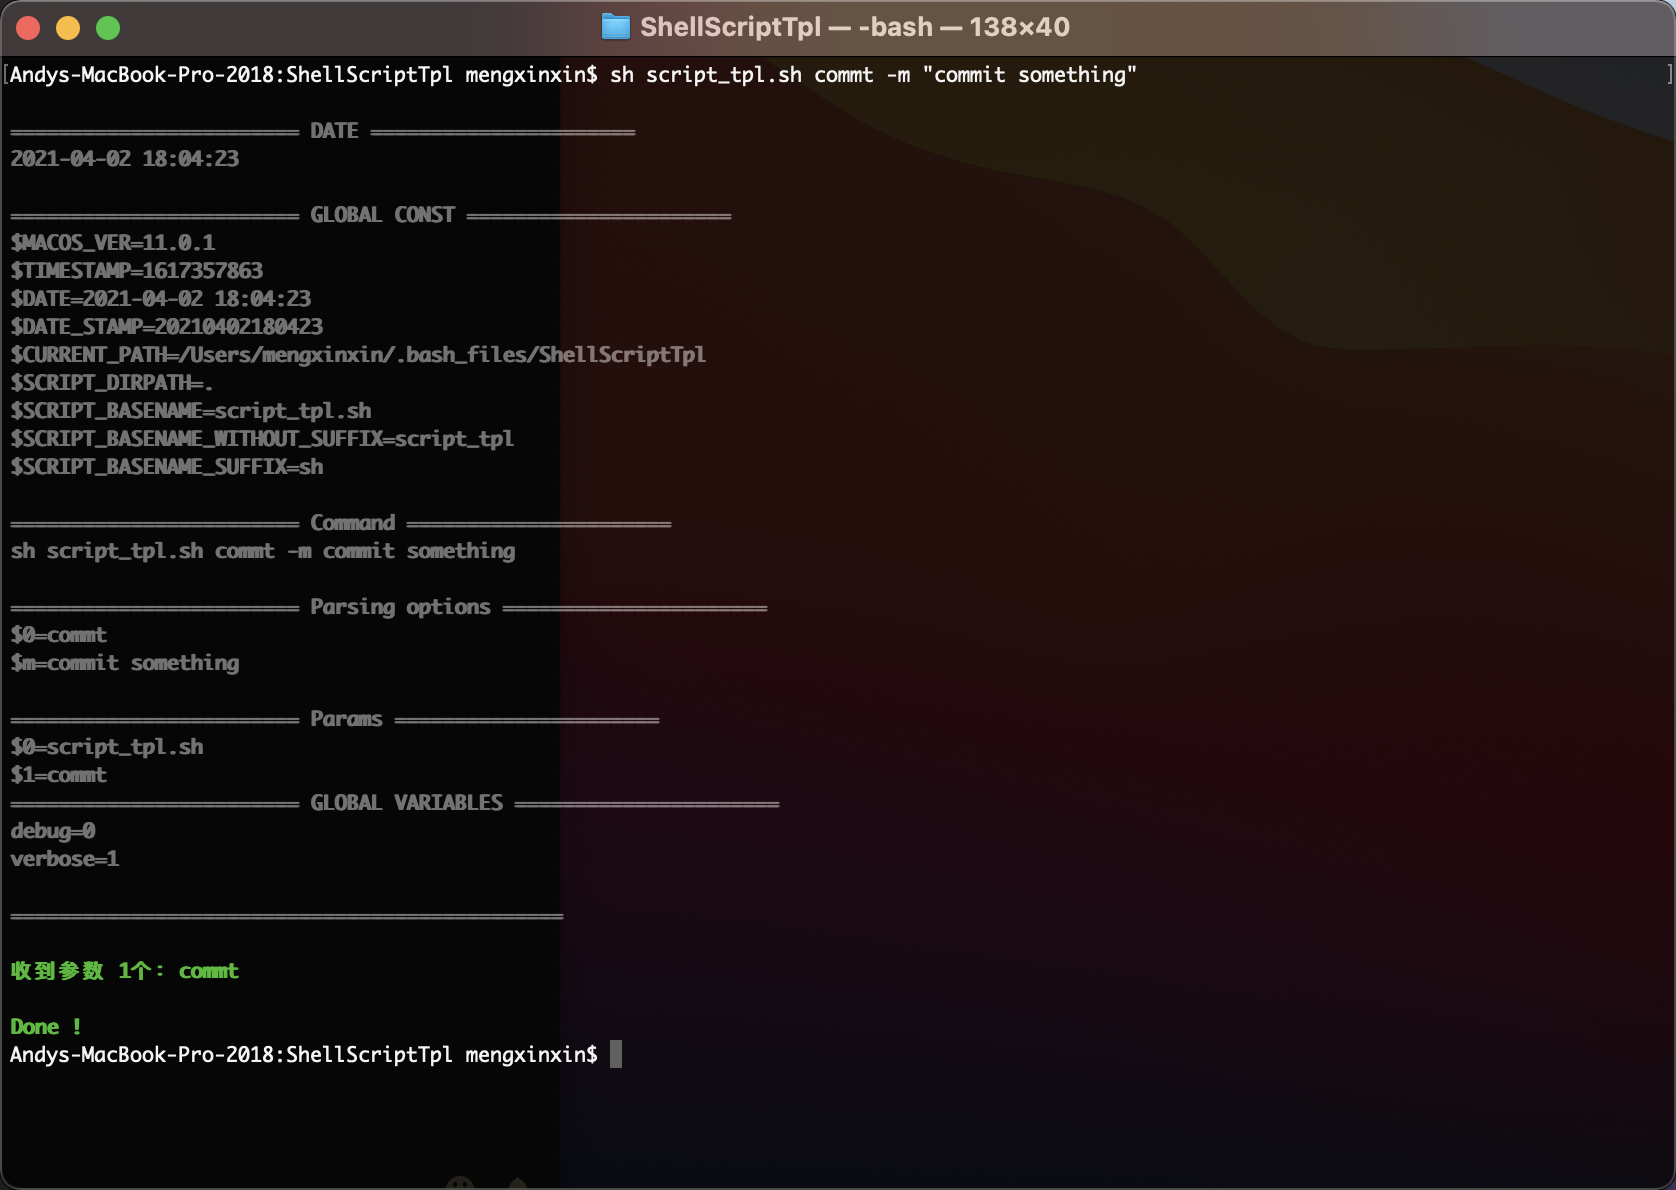 ShellScriptTpl — -bash — 138×40
[Andys-MacBook-Pro-2018:ShellScriptTpl mengxinxin$ sh script_tpl.sh commt -m "commit something" ]
════════════════════════ DATE ══════════════════════
2021-04-02 18:04:23
════════════════════════ GLOBAL CONST ══════════════════════
$MACOS_VER=11.0.1
$TIMESTAMP=1617357863
$DATE=2021-04-02 18:04:23
$DATE_STAMP=20210402180423
$CURRENT_PATH=/Users/mengxinxin/.bash_files/ShellScriptTpl
$SCRIPT_DIRPATH=.
$SCRIPT_BASENAME=script_tpl.sh
$SCRIPT_BASENAME_WITHOUT_SUFFIX=script_tpl
$SCRIPT_BASENAME_SUFFIX=sh
════════════════════════ Command ══════════════════════
sh script_tpl.sh commt -m commit something
════════════════════════ Parsing options ══════════════════════
$0=commt
$m=commit something
════════════════════════ Params ══════════════════════
$0=script_tpl.sh
$1=commt
════════════════════════ GLOBAL VARIABLES ══════════════════════
debug=0
verbose=1
══════════════════════════════════════════════
收到参数 1个: commt
Done !
Andys-MacBook-Pro-2018:ShellScriptTpl mengxinxin$